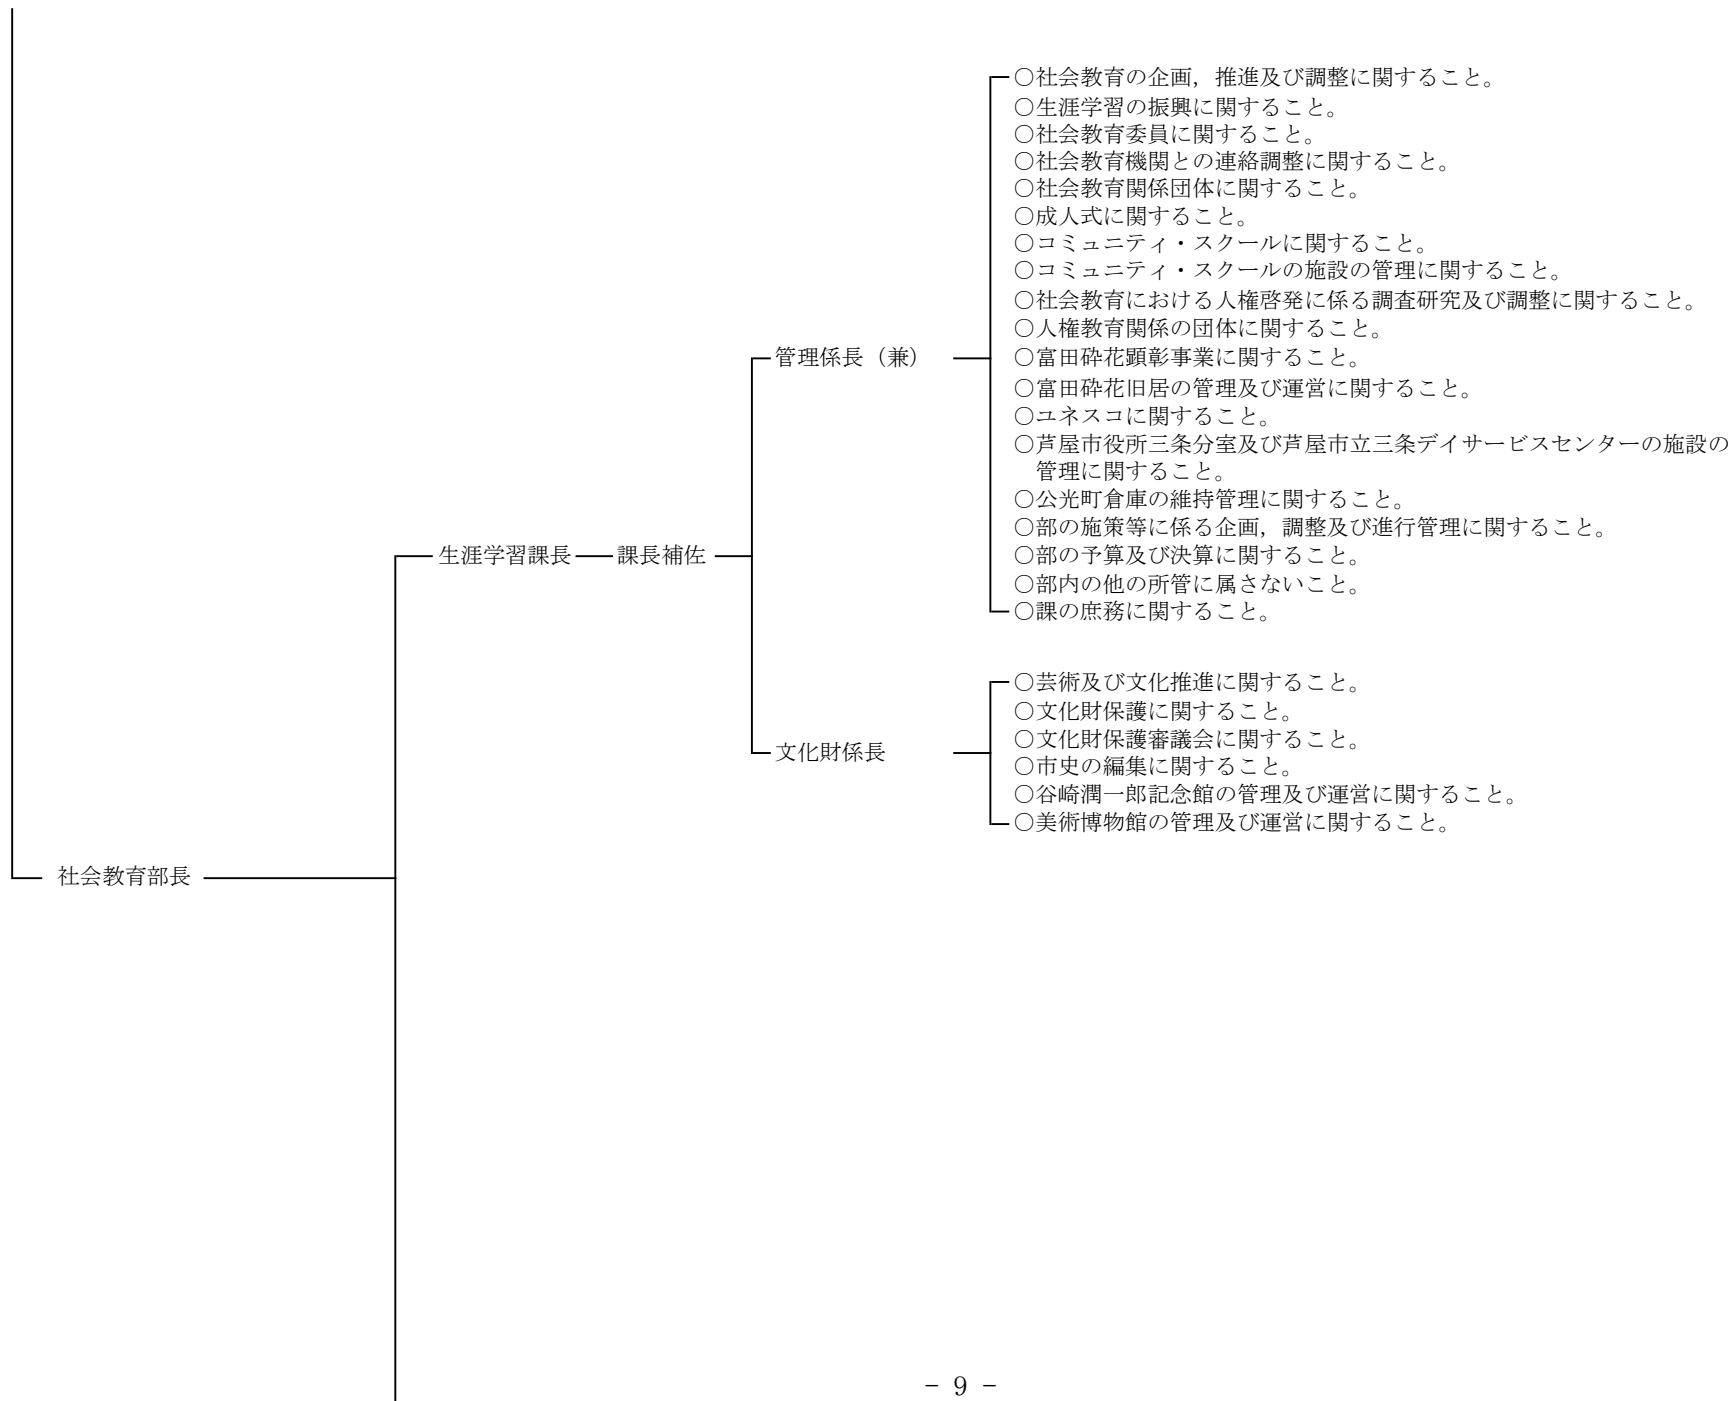 ○社会教育の企画，推進及び調整に関すること。
○生涯学習の振興に関すること。
○社会教育委員に関すること。
○社会教育機関との連絡調整に関すること。
○社会教育関係団体に関すること。
○成人式に関すること。
○コミュニティ・スクールに関すること。
○コミュニティ・スクールの施設の管理に関すること。
○社会教育における人権啓発に係る調査研究及び調整に関すること。
○人権教育関係の団体に関すること。
管理係長（兼）
○富田砕花顕彰事業に関すること。
○富田砕花旧居の管理及び運営に関すること。
○ユネスコに関すること。
○芦屋市役所三条分室及び芦屋市立三条デイサービスセンターの施設の
管理に関すること。
○公光町倉庫の維持管理に関すること。
○部の施策等に係る企画，調整及び進行管理に関すること。
生涯学習課長
課長補佐
○部の予算及び決算に関すること。
○部内の他の所管に属さないこと。
○課の庶務に関すること。
○芸術及び文化推進に関すること。
○文化財保護に関すること。
○文化財保護審議会に関すること。
文化財係長
○市史の編集に関すること。
○谷崎潤一郎記念館の管理及び運営に関すること。
○美術博物館の管理及び運営に関すること。
社会教育部長
- 9 -